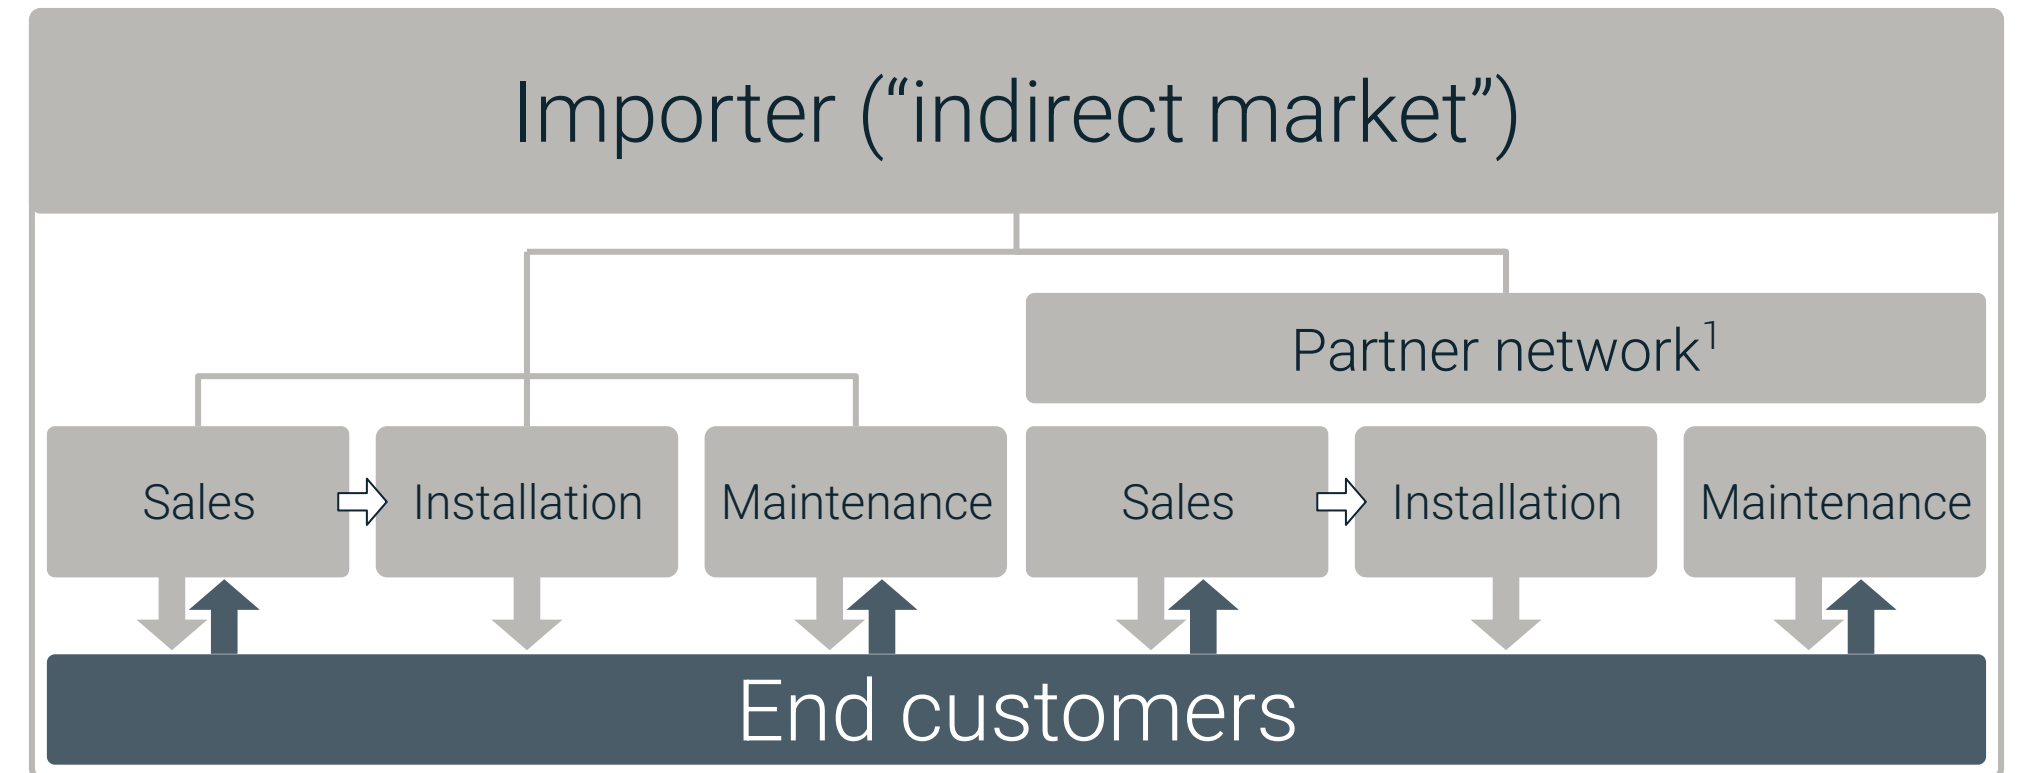 Importer (“indirect market”)
Partner network¹
Sales
Installation
Maintenance
Sales
Installation
Maintenance
End customers